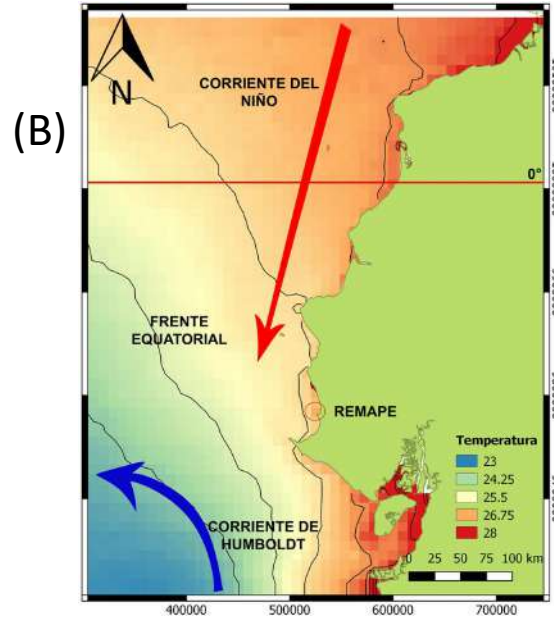 (B)
N
CORRIENTE DEL
NIÑO
0°
FRENTE
EQUATORIAL
REMAPE
CORRIENTE DE
HUMBOLDT
Temperatura
23
24.25
25.5
26.75
28
0 25 50 75 100 km
400000 500000 600000 700000